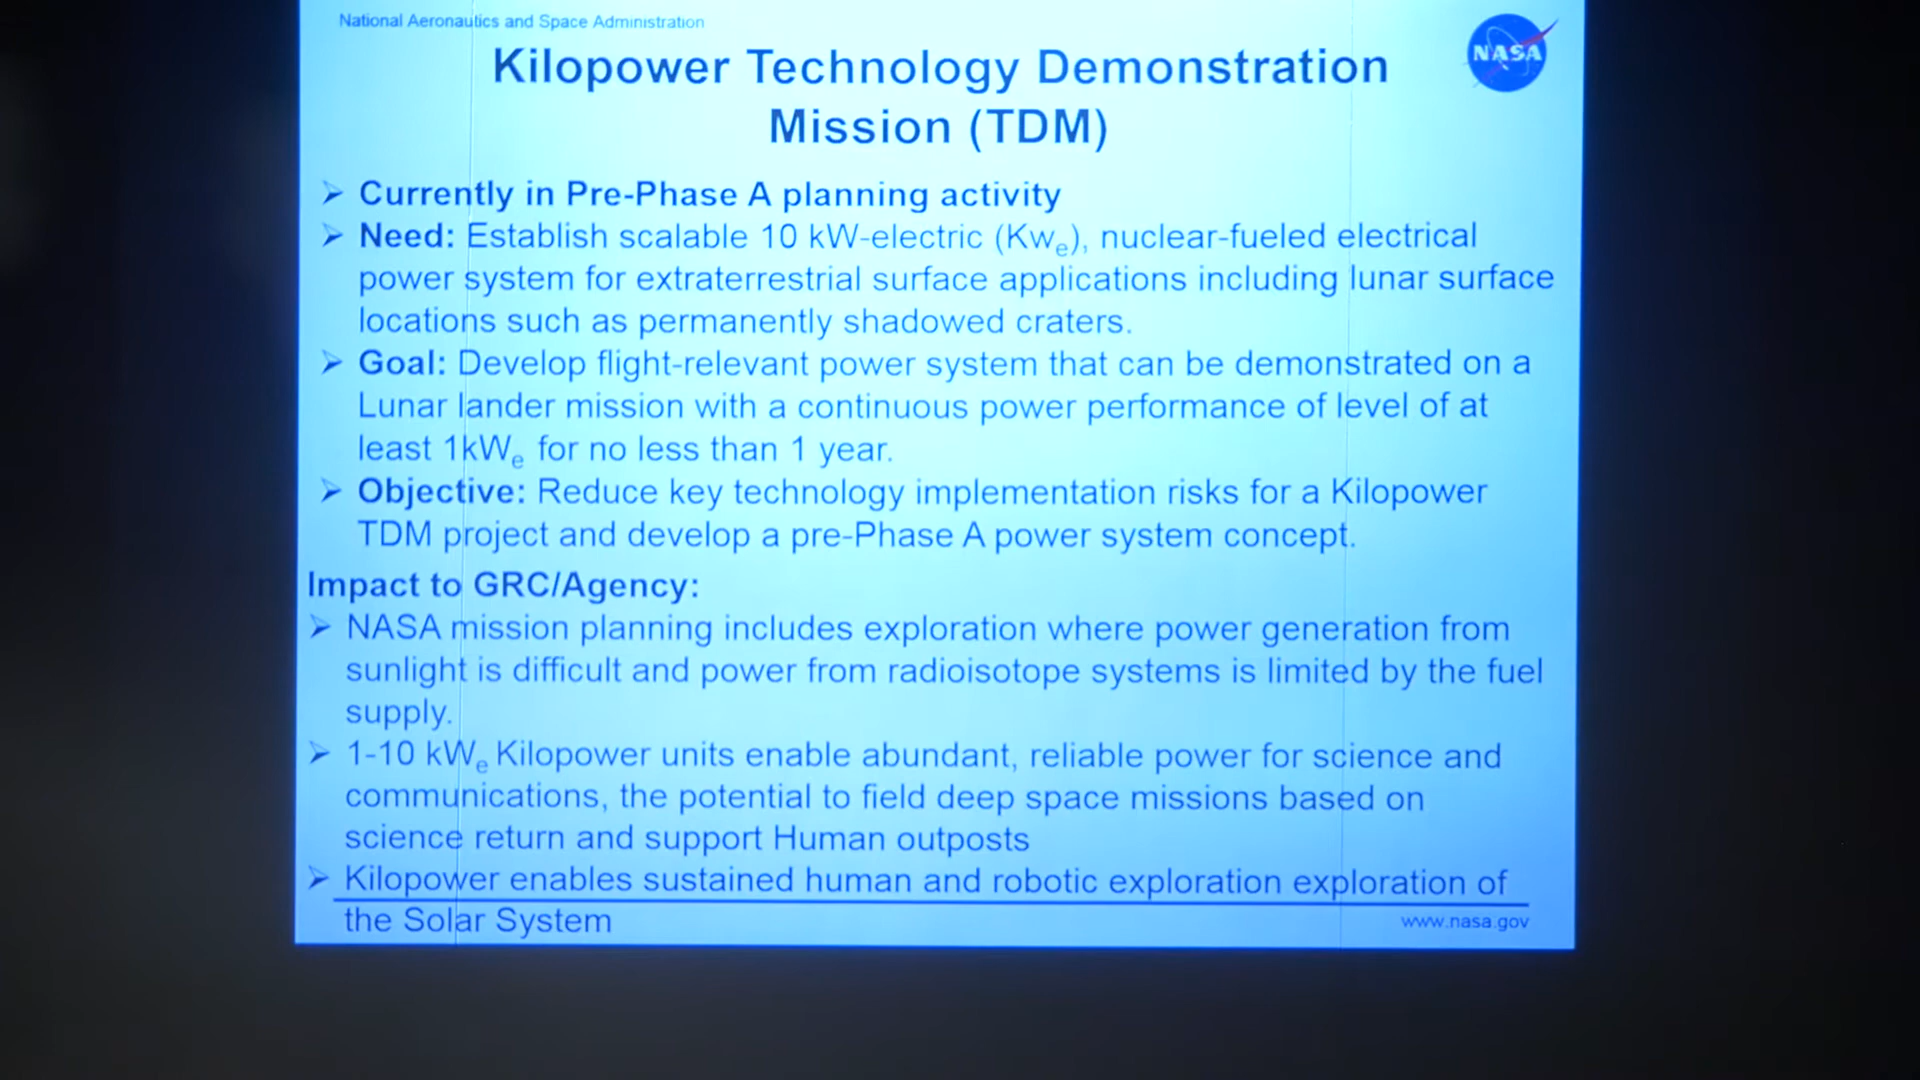 National Aeronautics and Space Administration
NASA
Kilopower Technology Demonstration
Mission (TDM)
➢ Currently in Pre-Phase A planning activity
➢ Need: Establish scalable 10 kW-electric (Kwₑ), nuclear-fueled electrical
power system for extraterrestrial surface applications including lunar surface
locations such as permanently shadowed craters.
➢ Goal: Develop flight-relevant power system that can be demonstrated on a
Lunar lander mission with a continuous power performance of level of at
least 1kWₑ for no less than 1 year.
➢ Objective: Reduce key technology implementation risks for a Kilopower
TDM project and develop a pre-Phase A power system concept.
Impact to GRC/Agency:
➢ NASA mission planning includes exploration where power generation from
sunlight is difficult and power from radioisotope systems is limited by the fuel
supply.
➢ 1-10 kWₑ Kilopower units enable abundant, reliable power for science and
communications, the potential to field deep space missions based on
science return and support Human outposts
➢ Kilopower enables sustained human and robotic exploration exploration of
the Solar System
www.nasa.gov